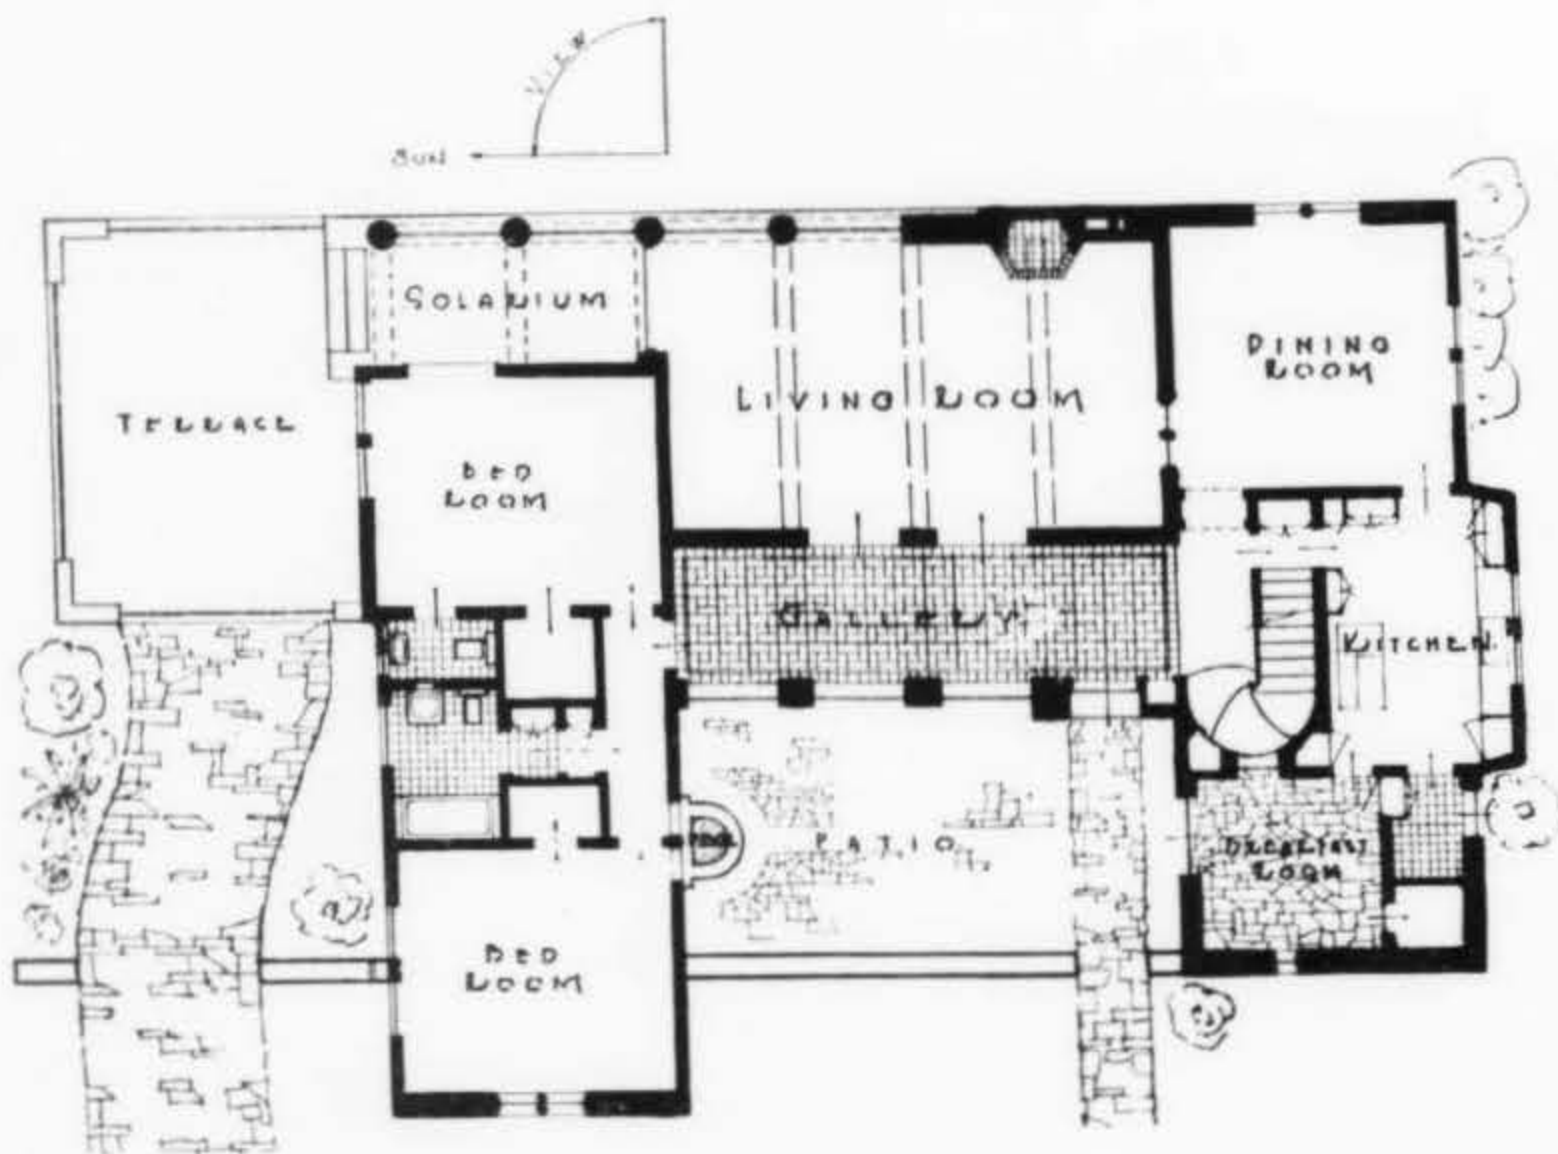 VIEW
SUN
SOLARIUM
TERRACE
BED
ROOM
LIVING ROOM
DINING
ROOM
GALLERY
KITCHEN
POOL
PATIO
BREAKFAST
ROOM
BED
ROOM